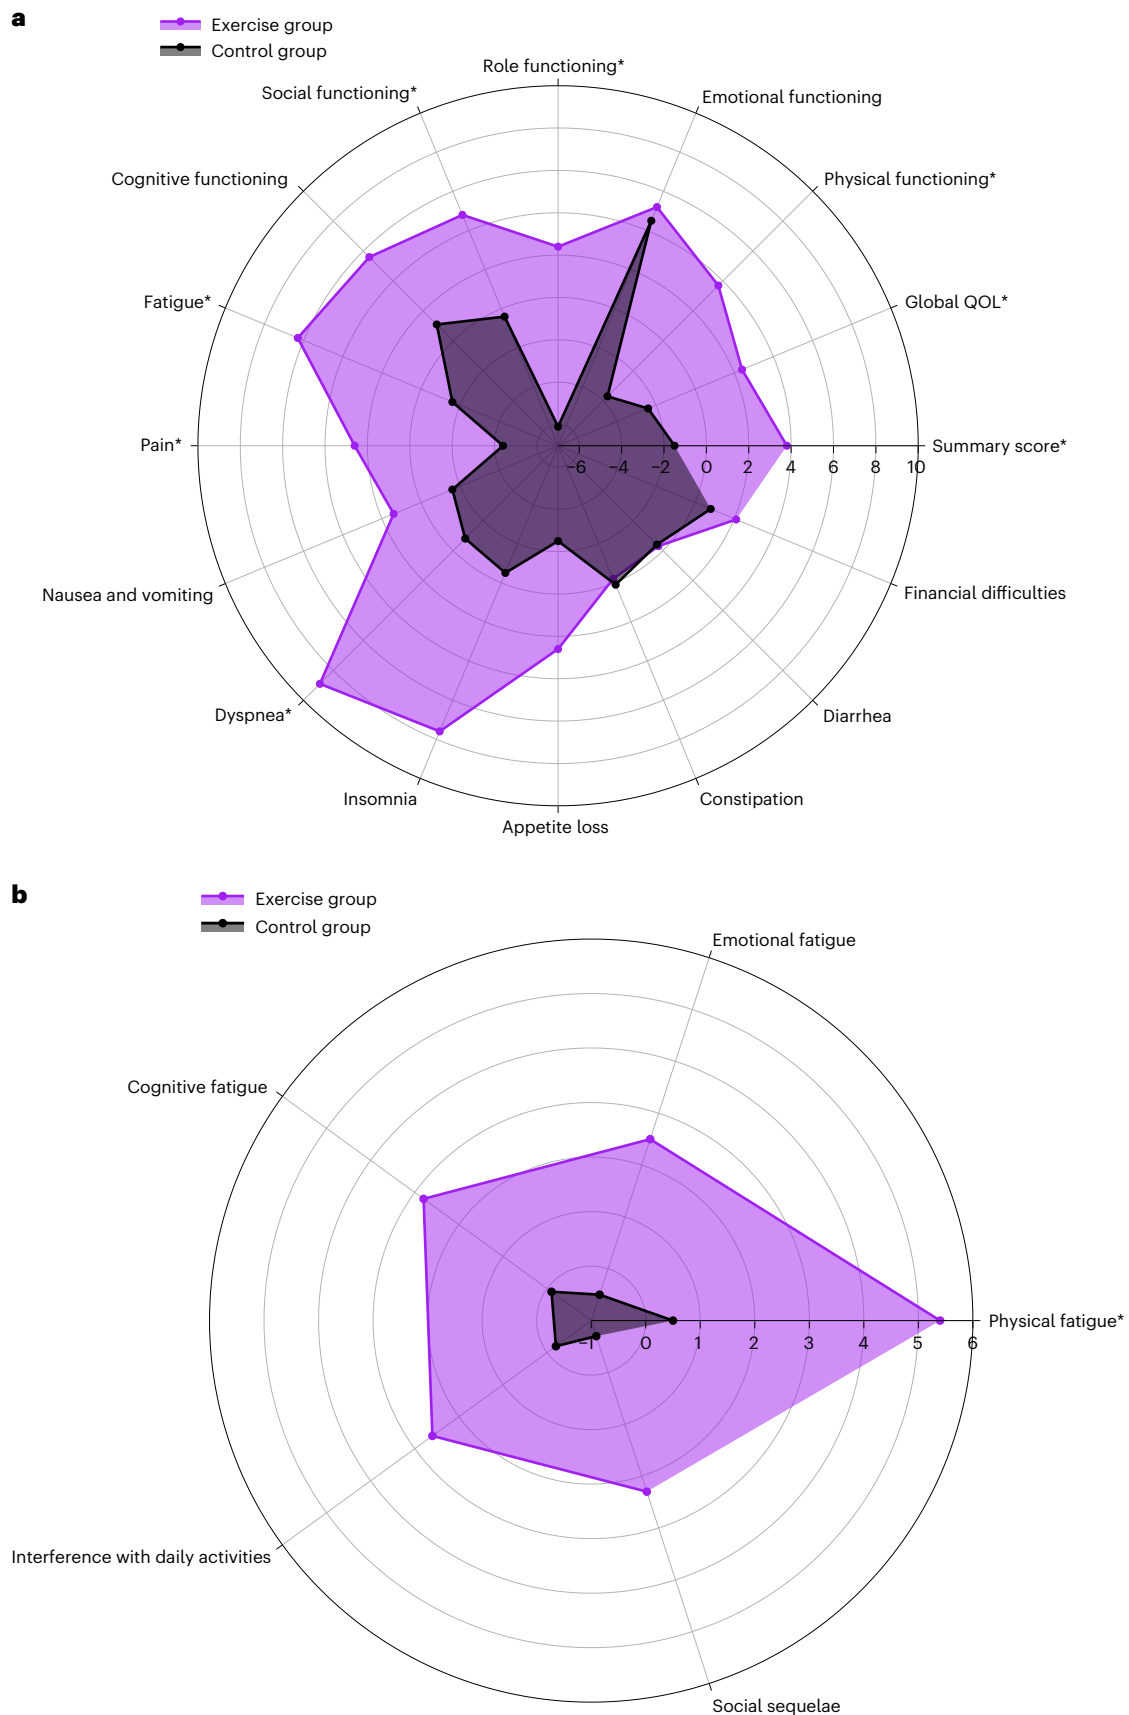 a
Exercise group
Control group
Role functioning*
Social functioning*
Emotional functioning
Cognitive functioning
Physical functioning*
Fatigue*
Global QOL*
Pain*
Summary score*
−6 −4 −2 0 2 4 6 8 10
Nausea and vomiting
Financial difficulties
Dyspnea*
Diarrhea
Insomnia
Constipation
Appetite loss
b
Exercise group
Control group
Emotional fatigue
Cognitive fatigue
Physical fatigue*
−1 0 1 2 3 4 5 6
Interference with daily activities
Social sequelae